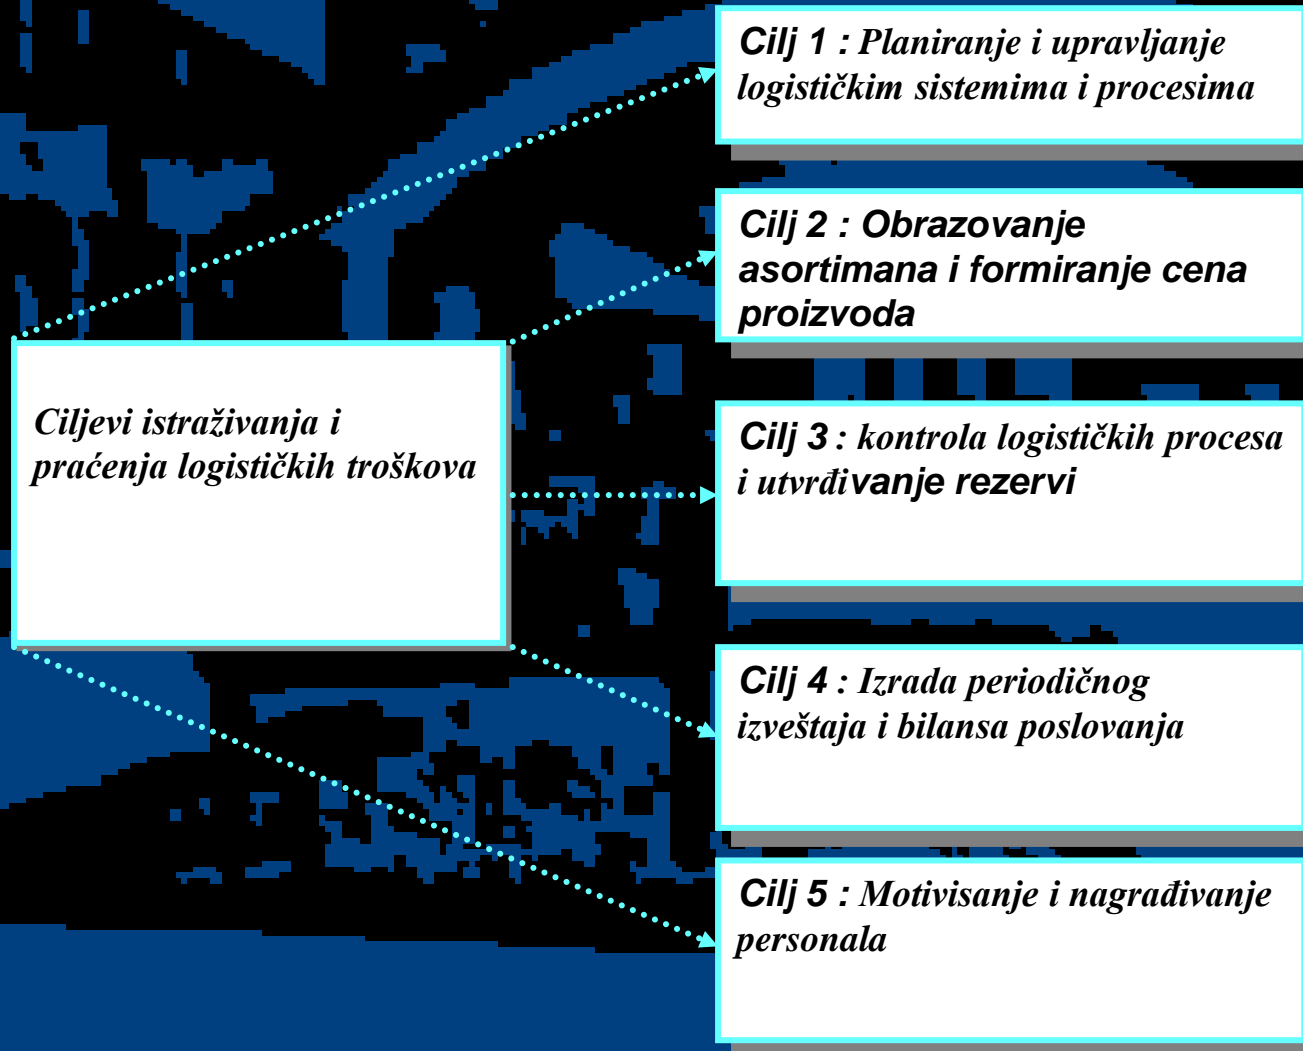 Cilj 1 : Planiranje i upravljanje
logističkim sistemima i procesima
Cilj 2 : Obrazovanje
asortimana i formiranje cena
proizvoda
Ciljevi istraživanja i
praćenja logističkih troškova
Cilj 3 : kontrola logističkih procesa
i utvrđivanje rezervi
Cilj 4 : Izrada periodičnog
izveštaja i bilansa poslovanja
Cilj 5 : Motivisanje i nagrađivanje
personala